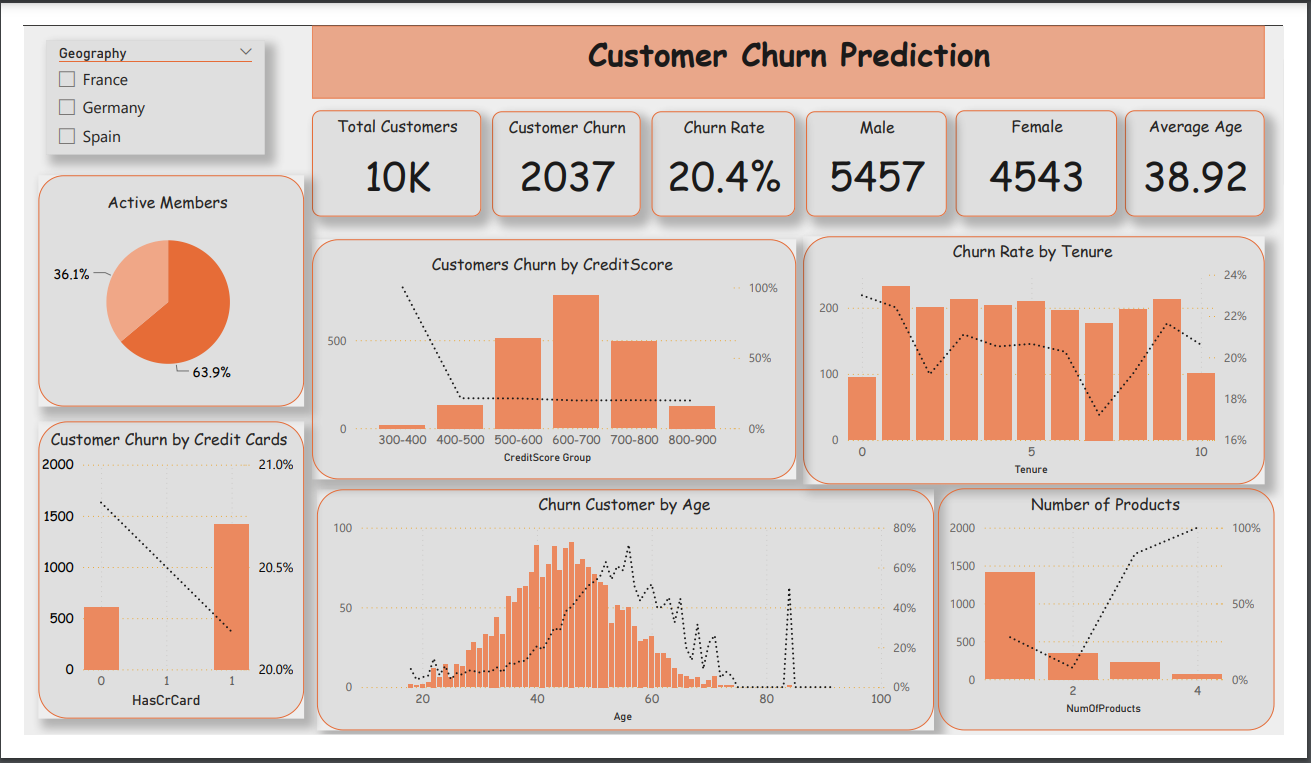 Geography
France
Germany
Spain
Customer Churn Prediction
Total Customers
10K
Customer Churn
2037
Churn Rate
20.4%
Male
5457
Female
4543
Average Age
38.92
Active Members
36.1%
63.9%
Customers Churn by CreditScore
100%
500
50%
0
0%
300-400 400-500 500-600 600-700 700-800 800-900
CreditScore Group
Churn Rate by Tenure
24%
200
22%
20%
100
18%
0
16%
0 5 10
Tenure
Customer Churn by Credit Cards
2000 21.0%
1500
1000 20.5%
500
0 20.0%
0 1 1
HasCrCard
Churn Customer by Age
100 80%
60%
50 40%
20%
0 0%
20 40 60 80 100
Age
Number of Products
2000 100%
1500
1000 50%
500
0 0%
2 4
NumOfProducts